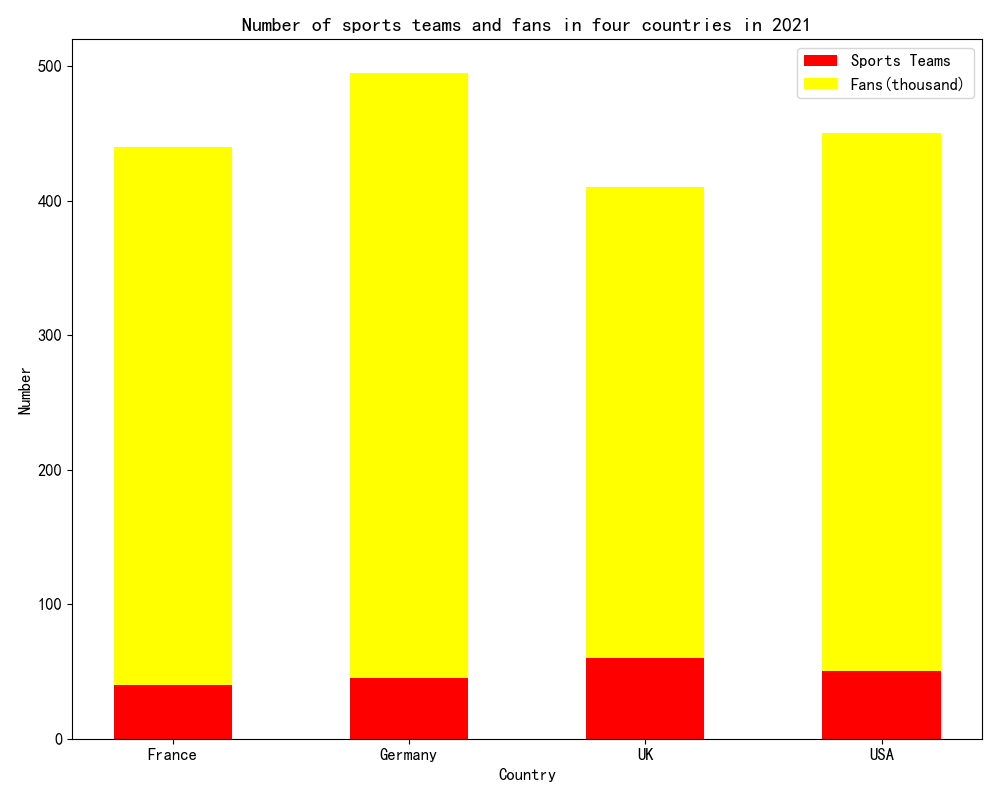 Number of sports teams and fans in four countries in 2021
Sports Teams
Fans(thousand)
500
400
300
200
100
0
Number
France
Germany
UK
USA
Country